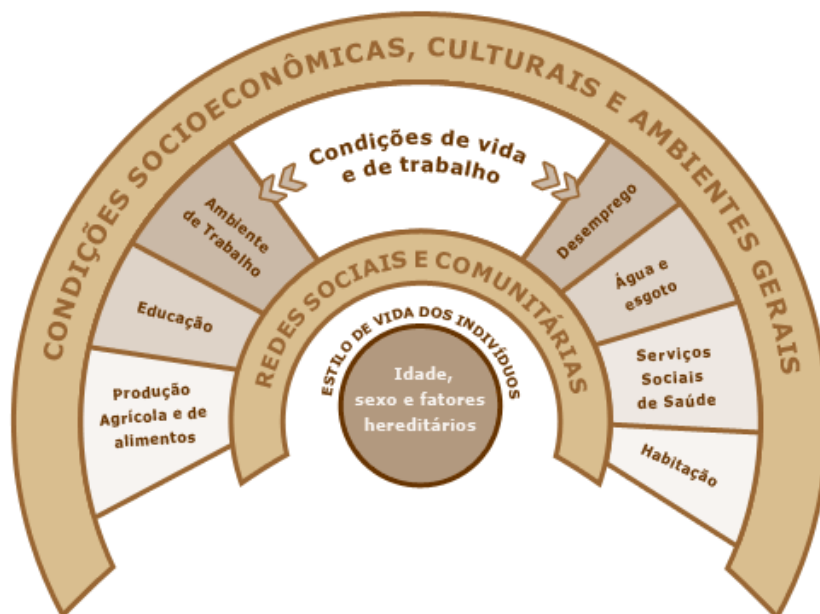 CONDIÇÕES SOCIOECONÔMICAS, CULTURAIS E AMBIENTES GERAIS
Condições de vida
e de trabalho
Ambiente
de Trabalho
Educação
Produção
Agrícola e de
alimentos
Desemprego
Água e
esgoto
Serviços
Sociais
de Saúde
Habitação
REDES SOCIAIS E COMUNITÁRIAS
ESTILO DE VIDA DOS INDIVÍDUOS
Idade,
sexo e fatores
hereditários